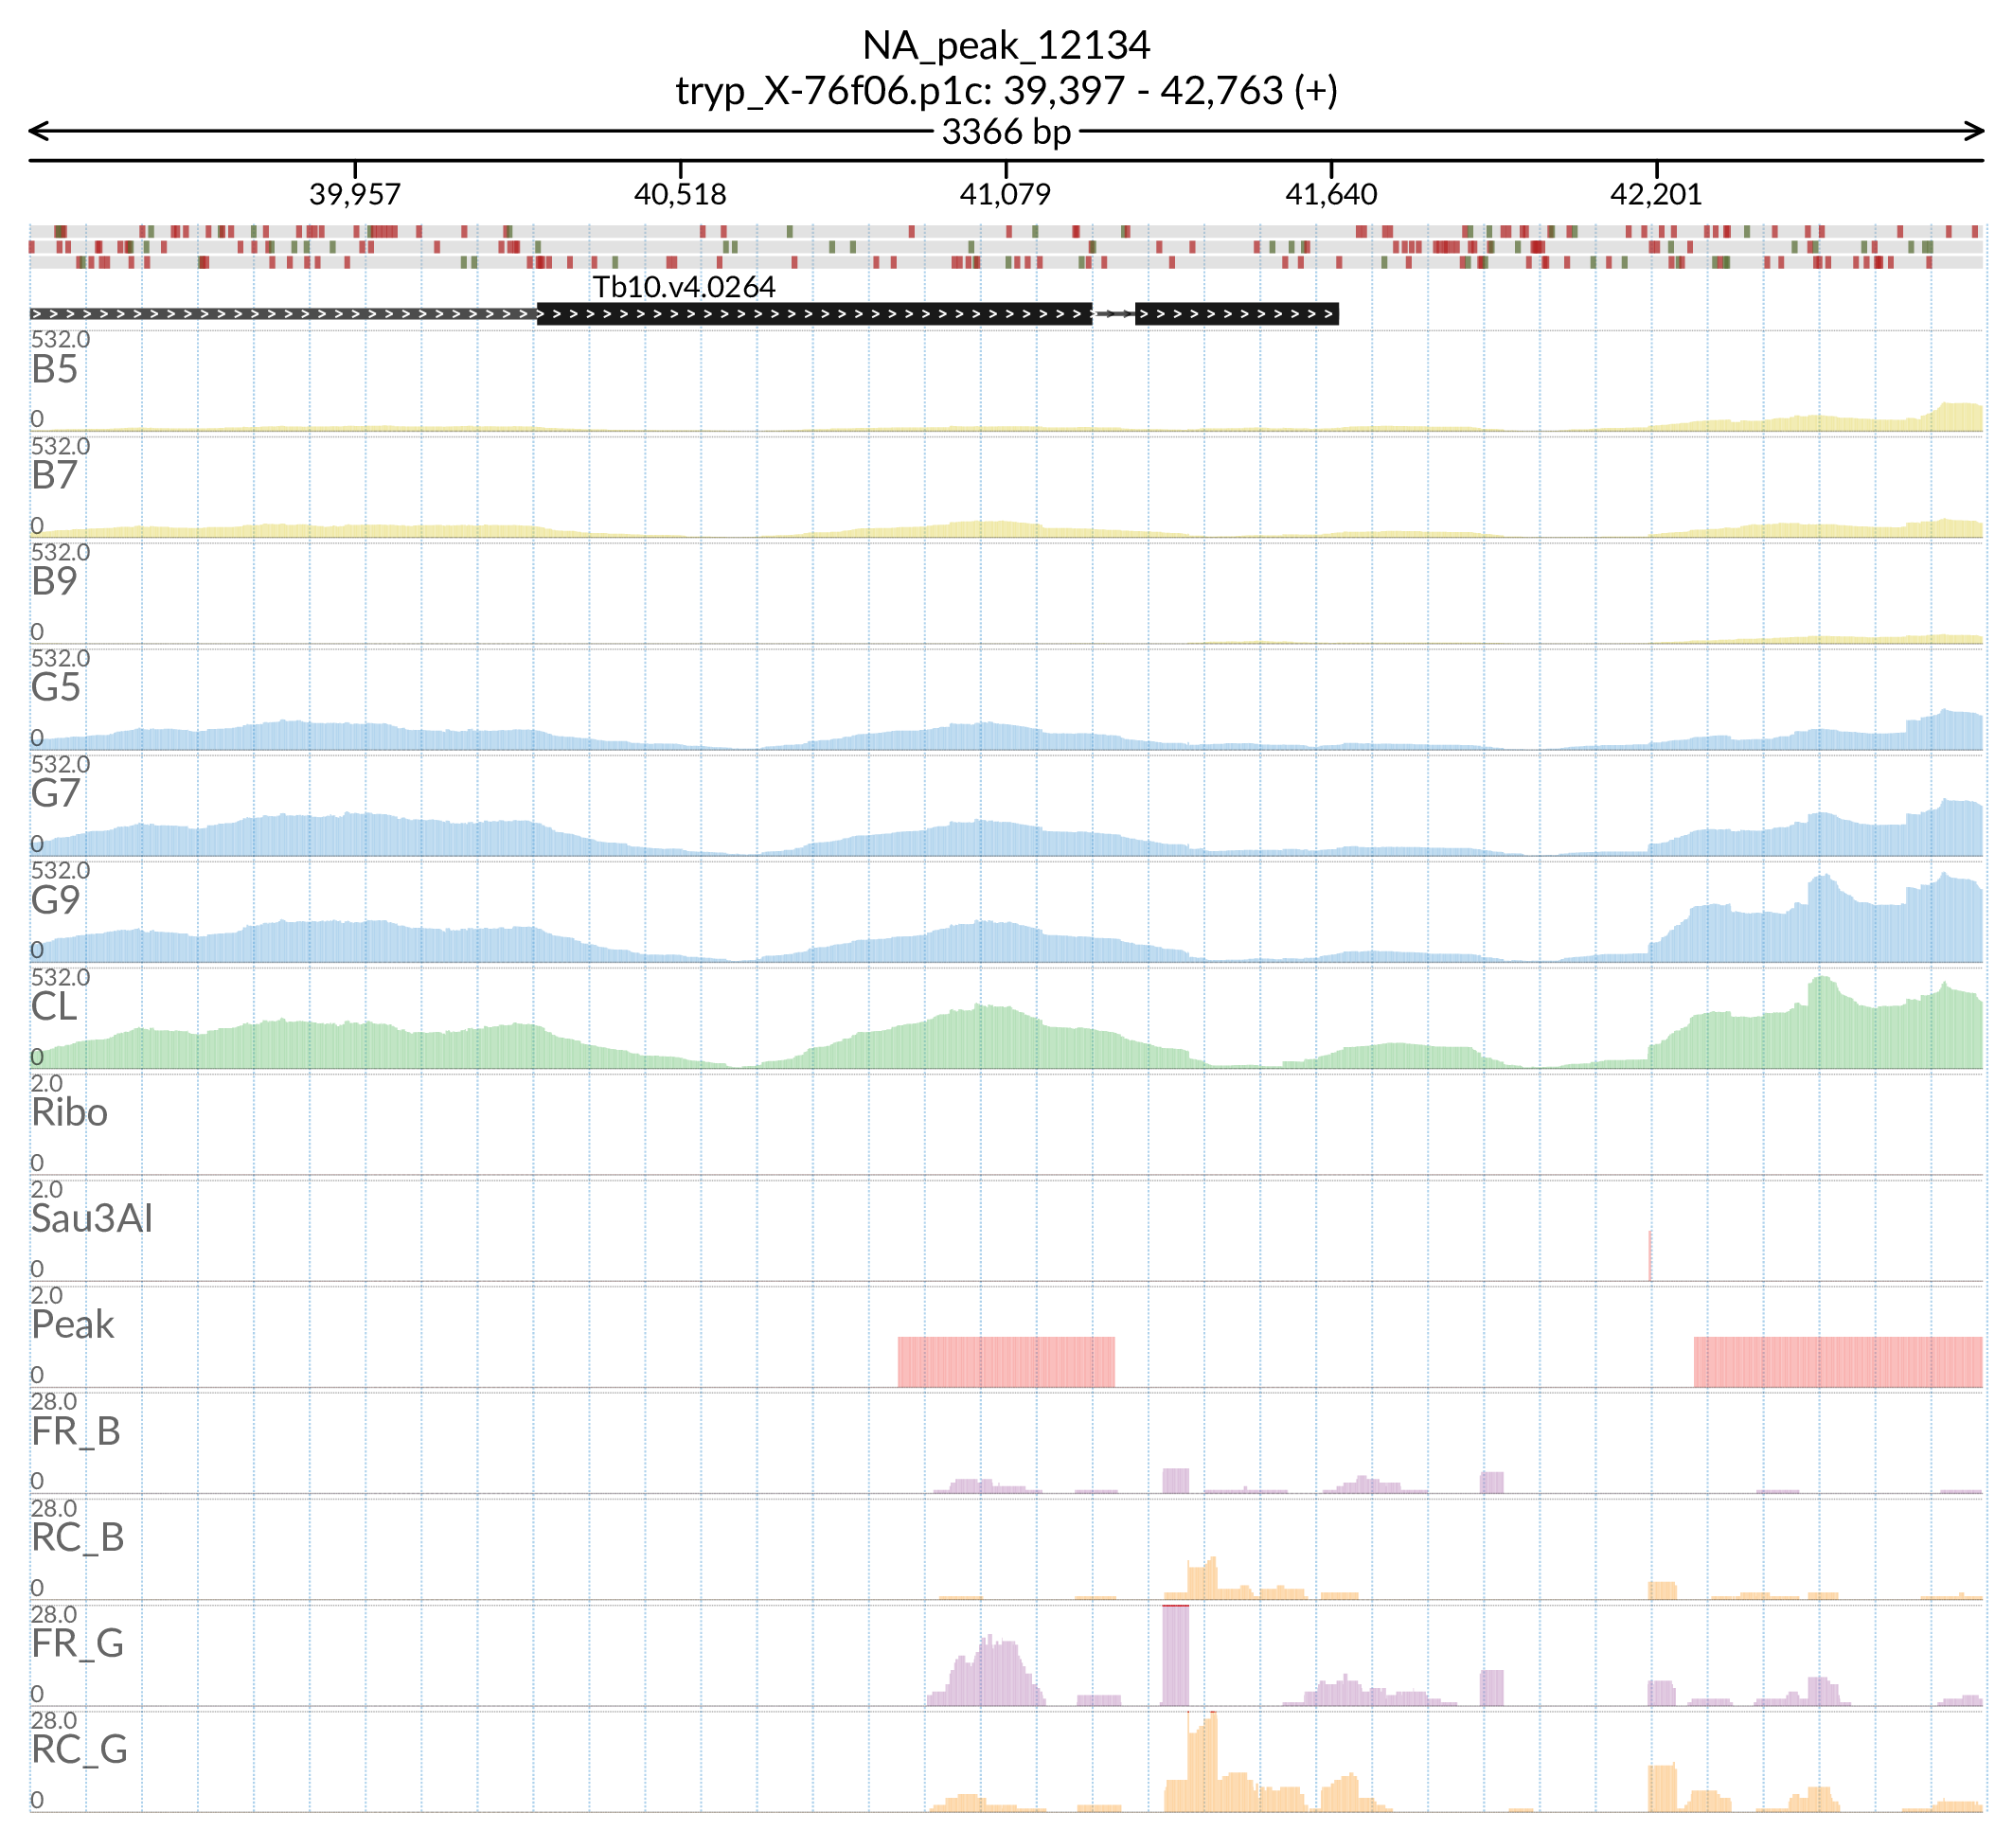 NA_peak_12134
tryp_X-76f06.p1c: 39,397 - 42,763 (+)
3366 bp
39,957 40,518 41,079 41,640 42,201
Tb10.v4.0264
532.0
B5
0
532.0
B7
0
532.0
B9
0
532.0
G5
0
532.0
G7
0
532.0
G9
0
532.0
CL
0
2.0
Ribo
0
2.0
Sau3AI
0
2.0
Peak
0
28.0
FR_B
0
28.0
RC_B
0
28.0
FR_G
0
28.0
RC_G
0